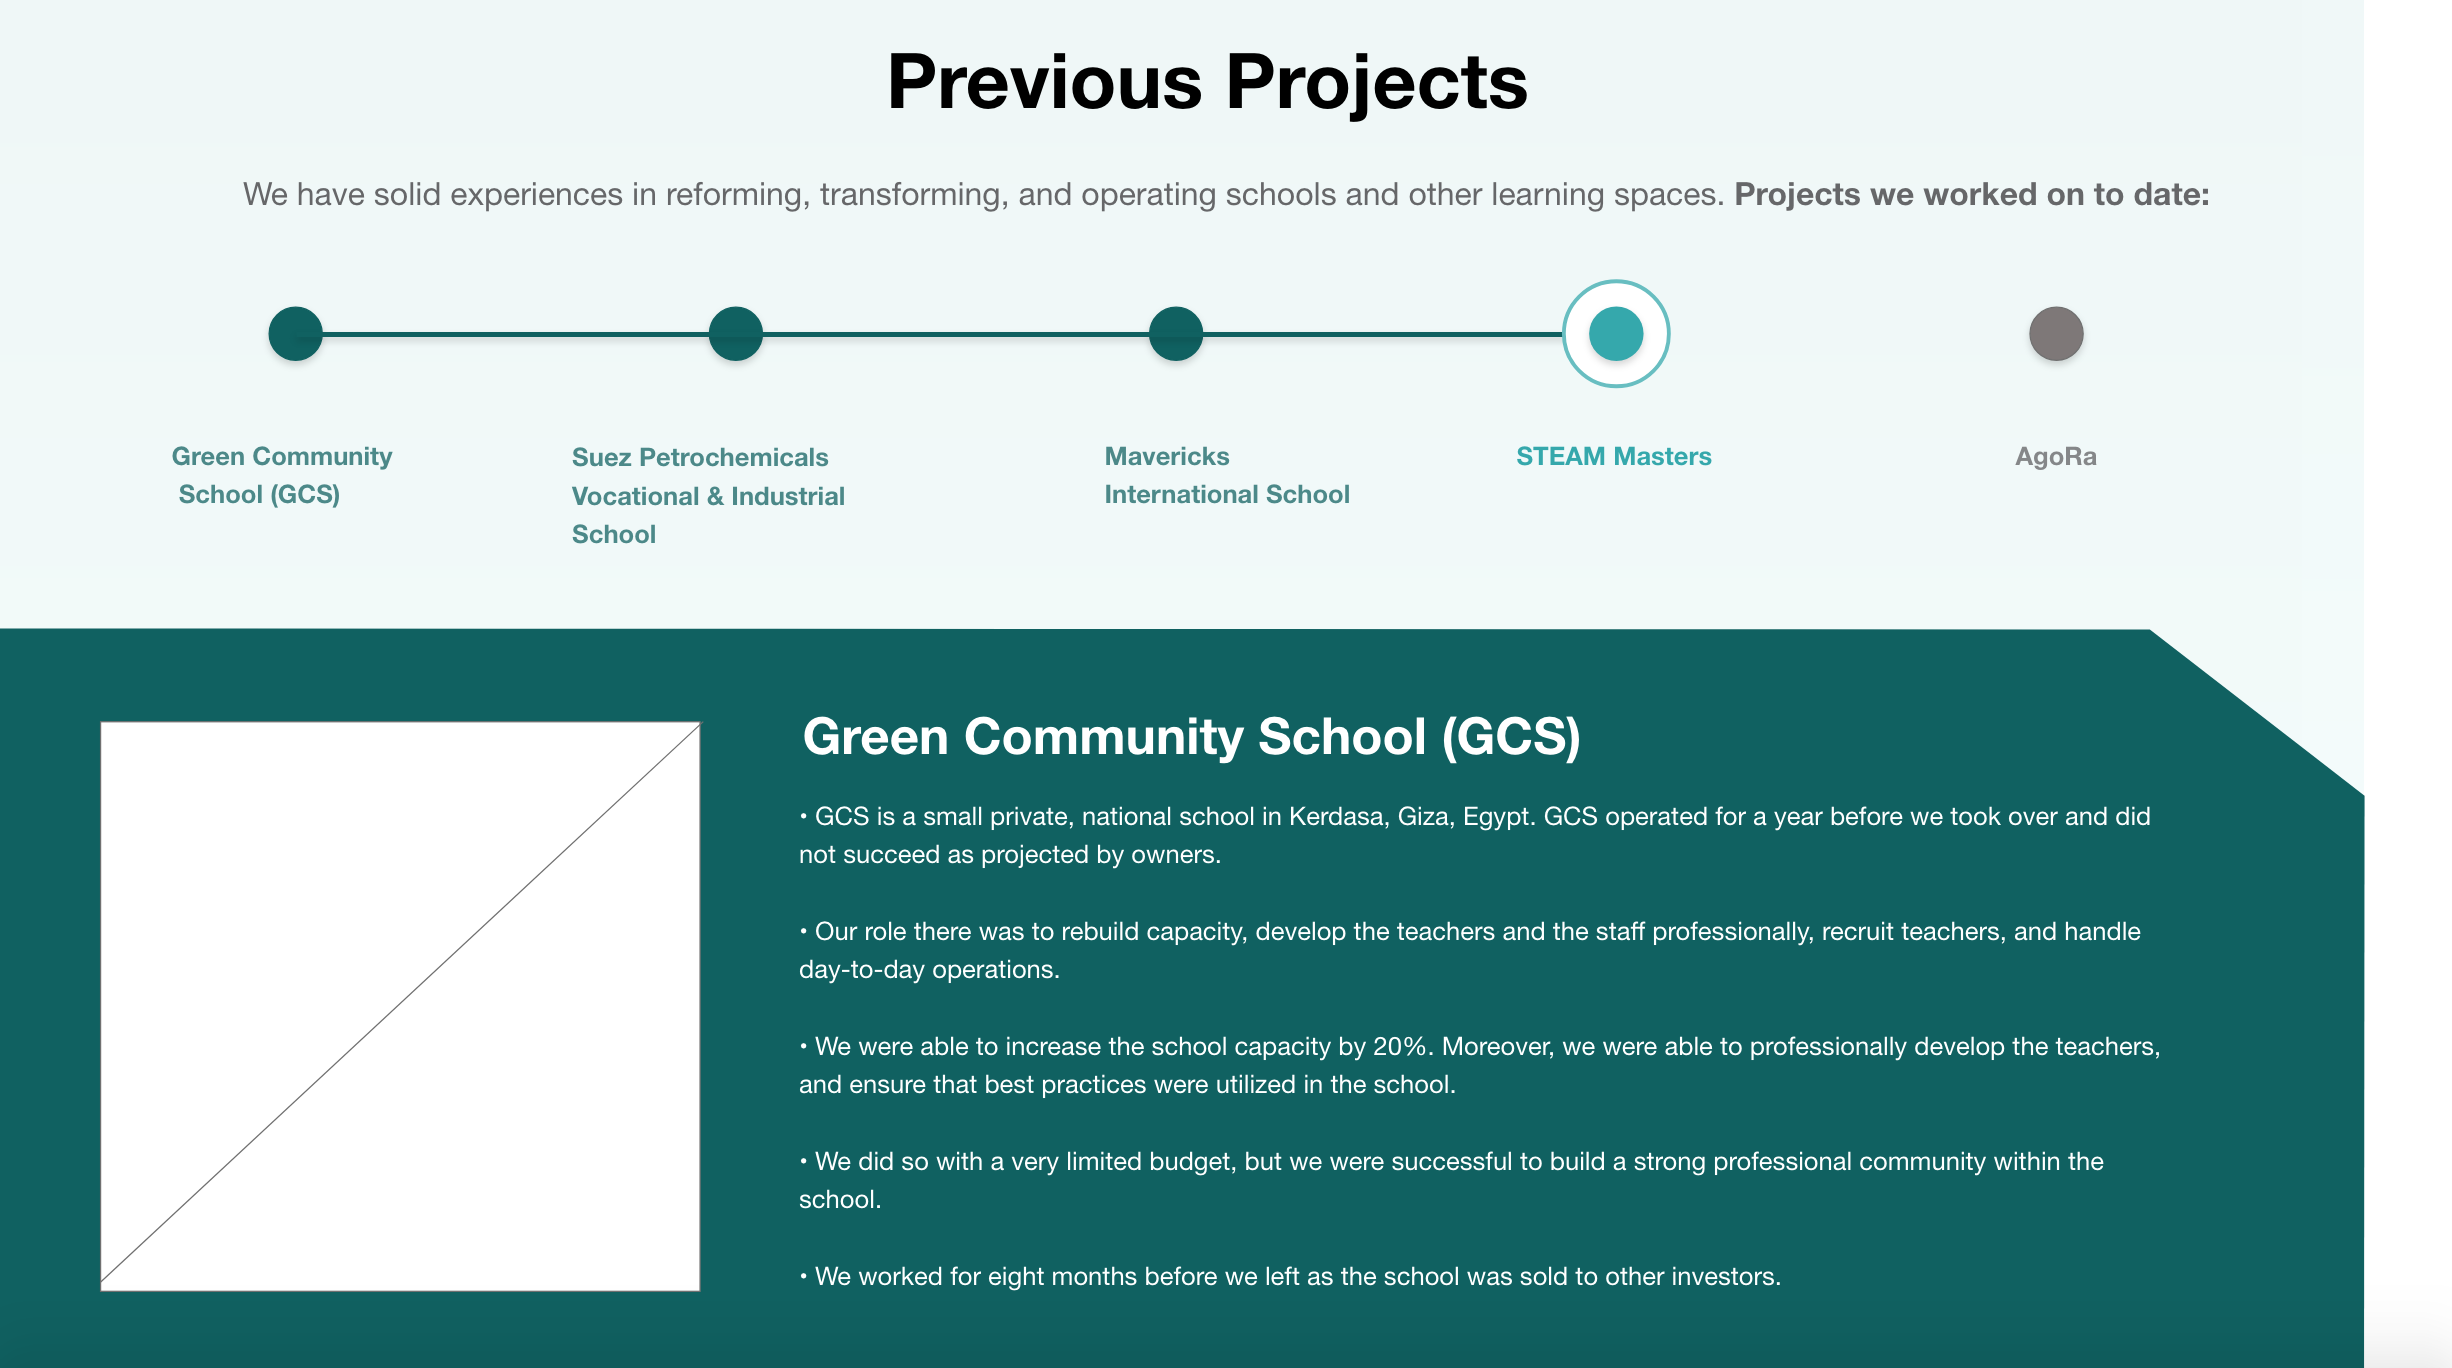 Previous Projects
We have solid experiences in reforming, transforming, and operating schools and other learning spaces. Projects we worked on to date:
Green Community
School (GCS)
Suez Petrochemicals
Vocational & Industrial
School
Mavericks
International School
STEAM Masters
AgoRa
Green Community School (GCS)
• GCS is a small private, national school in Kerdasa, Giza, Egypt. GCS operated for a year before we took over and did
not succeed as projected by owners.
• Our role there was to rebuild capacity, develop the teachers and the staff professionally, recruit teachers, and handle
day-to-day operations.
• We were able to increase the school capacity by 20%. Moreover, we were able to professionally develop the teachers,
and ensure that best practices were utilized in the school.
• We did so with a very limited budget, but we were successful to build a strong professional community within the
school.
• We worked for eight months before we left as the school was sold to other investors.